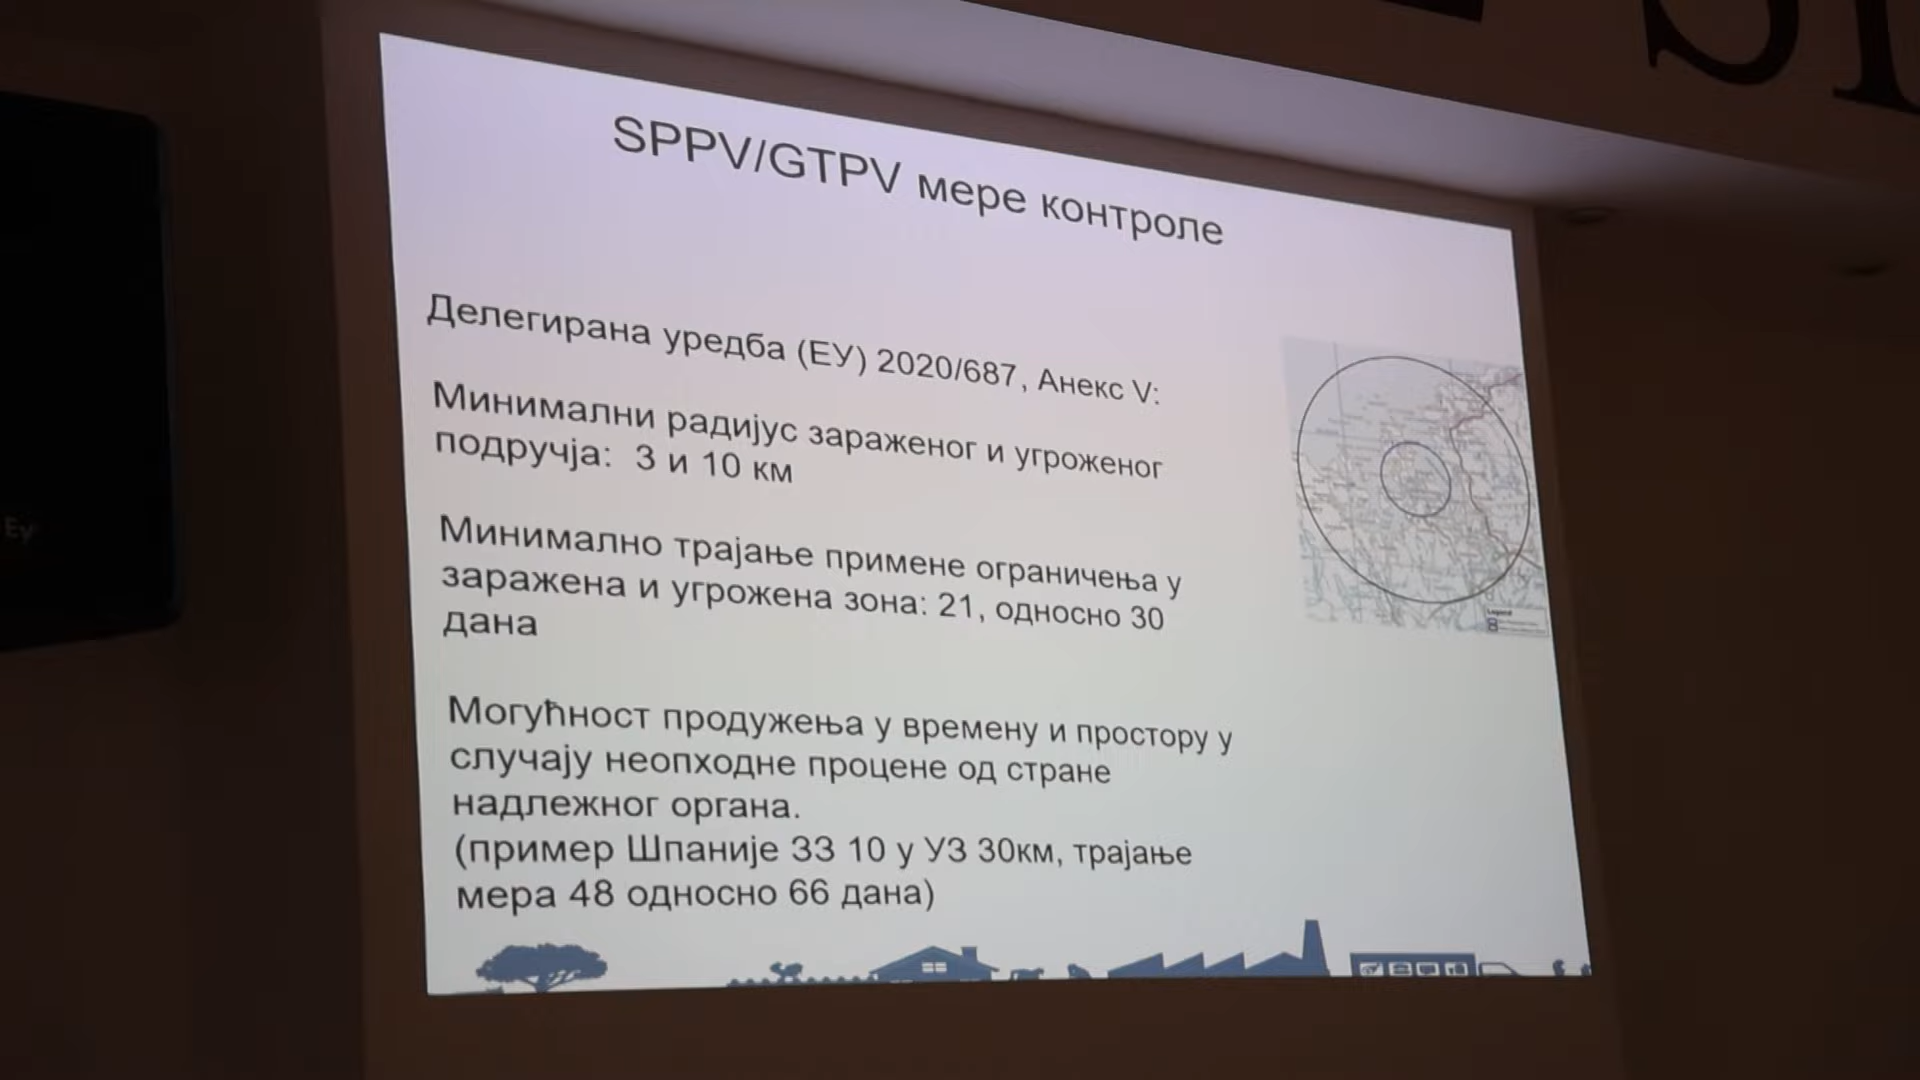 SPPV/GTPV мере контроле
Делегирана уредба (ЕУ) 2020/687, Анекс V:
Минимални радијус зараженог и угроженог
подручја: 3 и 10 км
Минимално трајање примене ограничења у
заражена и угрожена зона: 21, односно 30
дана
Могућност продужења у времену и простору у
случају неопходне процене од стране
надлежног органа.
(пример Шпаније ЗЗ 10 у УЗ 30км, трајање
мера 48 односно 66 дана)
Legend